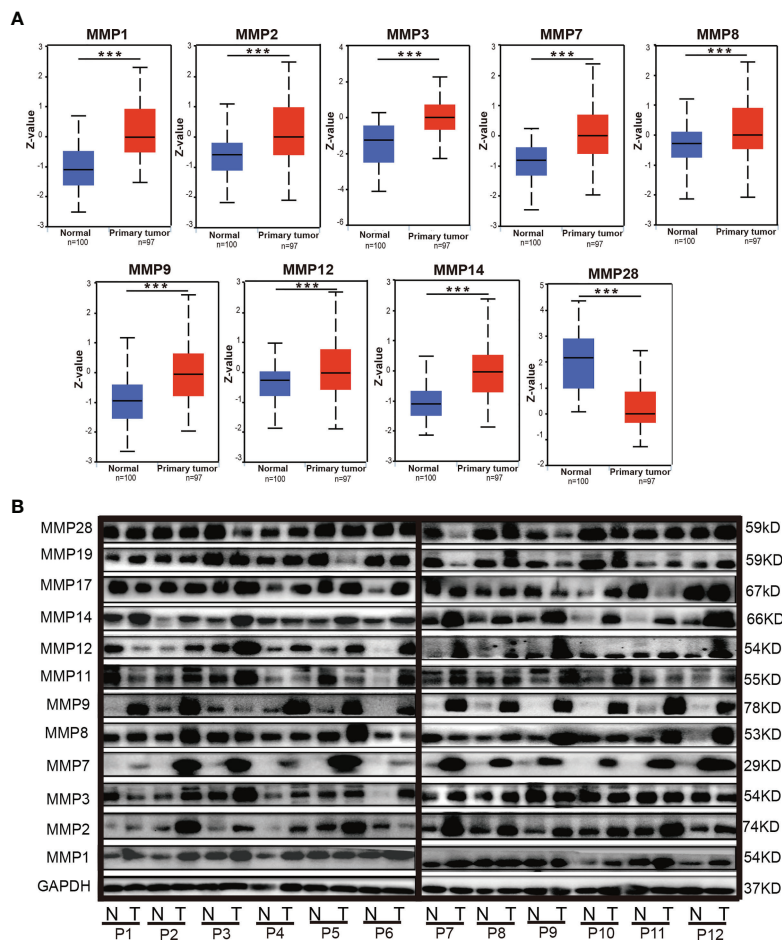 A
MMP1 MMP2 MMP3 MMP7 MMP8
*** *** *** *** ***
Z-value Z-value Z-value Z-value Z-value
3 3 4 3 3
2 2 2 2 2
1 1 0 1 1
0 0 -2 0 0
-1 -1 -4 -1 -1
-2 -2 -6 -2 -2
-3 -3 -3 -3
Normal Primary tumor Normal Primary tumor Normal Primary tumor Normal Primary tumor Normal Primary tumor
n=100 n=97 n=100 n=97 n=100 n=97 n=100 n=97 n=100 n=97
MMP9 MMP12 MMP14 MMP28
*** *** *** ***
Z-value Z-value Z-value Z-value
3 3 3 5
2 2 2 4
1 1 1 3
0 0 0 2
-1 -1 -1 1
-2 -2 -2 0
-3 -3 -3 -1
-2
Normal Primary tumor Normal Primary tumor Normal Primary tumor Normal Primary tumor
n=100 n=97 n=100 n=97 n=100 n=97 n=100 n=97
B
MMP28 59kD
MMP19 59KD
MMP17 67kD
MMP14 66KD
MMP12 54KD
MMP11 55KD
MMP9 78KD
MMP8 53KD
MMP7 29KD
MMP3 54KD
MMP2 74KD
MMP1 54KD
GAPDH 37KD
N T N T N T N T N T N T N T N T N T N T N T N T
P1 P2 P3 P4 P5 P6 P7 P8 P9 P10 P11 P12